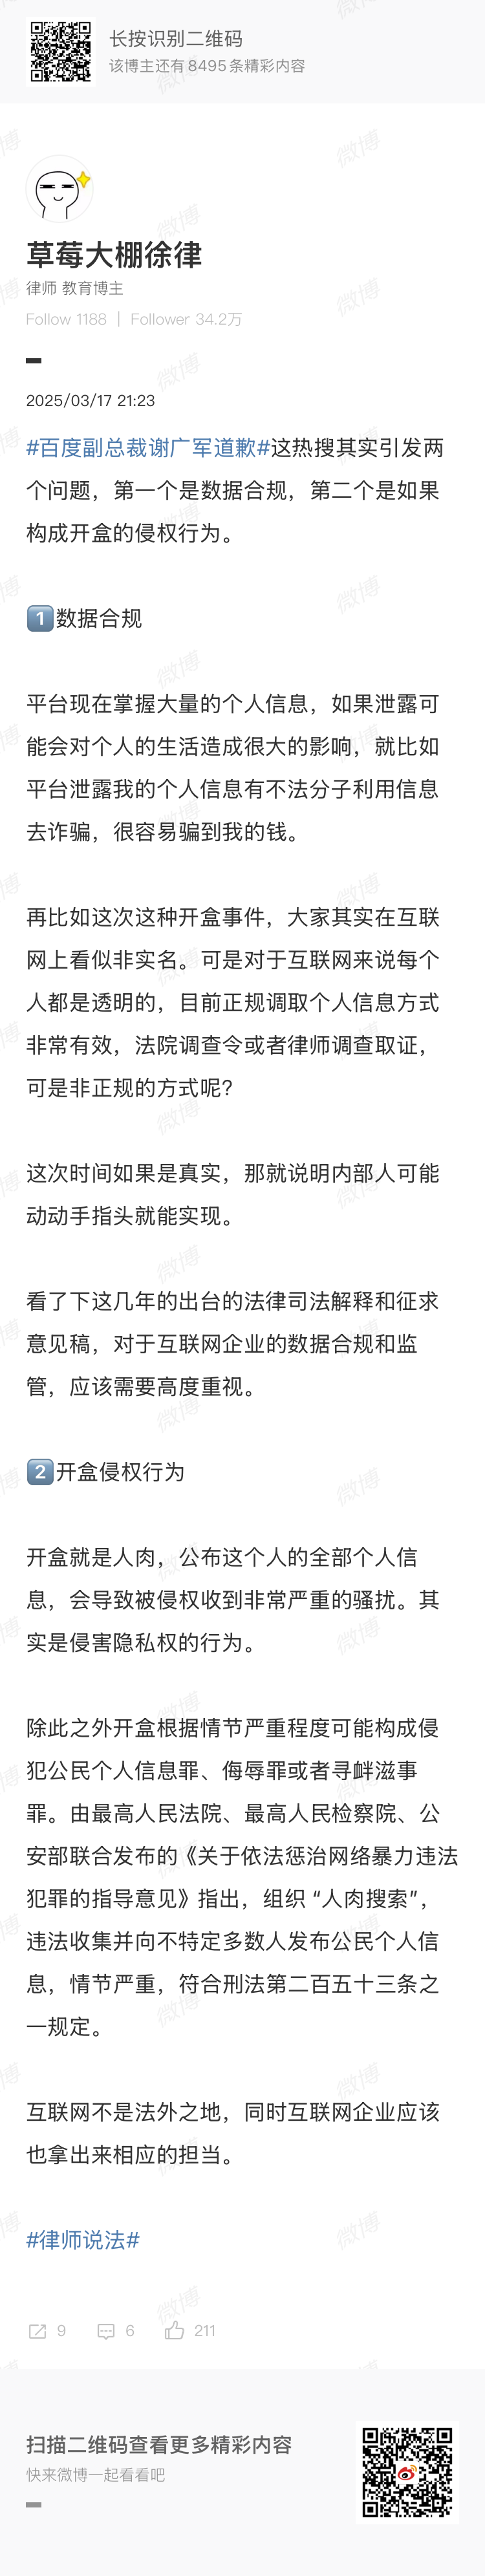 长按识别二维码
该博主还有8495条精彩内容
草莓大棚徐律
律师 教育博主
Follow 1188 | Follower 34.2万
2025/03/17 21:23
#百度副总裁谢广军道歉#这热搜其实引发两
个问题，第一个是数据合规，第二个是如果
构成开盒的侵权行为。
1️⃣数据合规
平台现在掌握大量的个人信息，如果泄露可
能会对个人的生活造成很大的影响，就比如
平台泄露我的个人信息有不法分子利用信息
去诈骗，很容易骗到我的钱。
再比如这次这种开盒事件，大家其实在互联
网上看似非实名。可是对于互联网来说每个
人都是透明的，目前正规调取个人信息方式
非常有效，法院调查令或者律师调查取证，
可是非正规的方式呢？
这次时间如果是真实，那就说明内部人可能
动动手指头就能实现。
看了下这几年的出台的法律司法解释和征求
意见稿，对于互联网企业的数据合规和监
管，应该需要高度重视。
2️⃣开盒侵权行为
开盒就是人肉，公布这个人的全部个人信
息，会导致被侵权收到非常严重的骚扰。其
实是侵害隐私权的行为。
除此之外开盒根据情节严重程度可能构成侵
犯公民个人信息罪、侮辱罪或者寻衅滋事
罪。由最高人民法院、最高人民检察院、公
安部联合发布的《关于依法惩治网络暴力违法
犯罪的指导意见》指出，组织 “人肉搜索”，
违法收集并向不特定多数人发布公民个人信
息，情节严重，符合刑法第二百五十三条之
一规定。
互联网不是法外之地，同时互联网企业应该
也拿出来相应的担当。
#律师说法#
9 6 211
扫描二维码查看更多精彩内容
快来微博一起看看吧